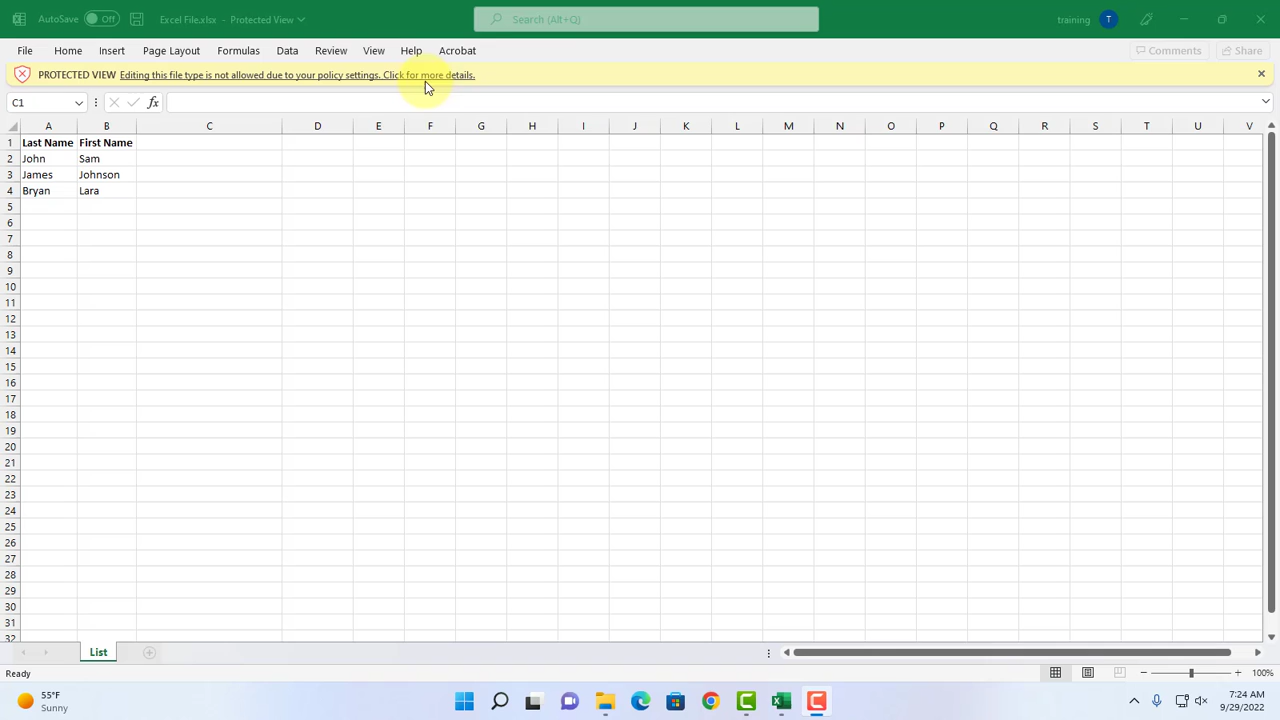 AutoSave Off Excel File.xlsx - Protected View Search (Alt+Q) training T
File Home Insert Page Layout Formulas Data Review View Help Acrobat Comments Share
PROTECTED VIEW Editing this file type is not allowed due to your policy settings. Click for more details.
C1 fx
A B C D E F G H I J K L M N O P Q R S T U V
1 Last Name First Name
2 John Sam
3 James Johnson
4 Bryan Lara
5
6
7
8
9
10
11
12
13
14
15
16
17
18
19
20
21
22
23
24
25
26
27
28
29
30
31
32
List
Ready 100%
55°F 7:24 AM
Sunny 9/29/2022